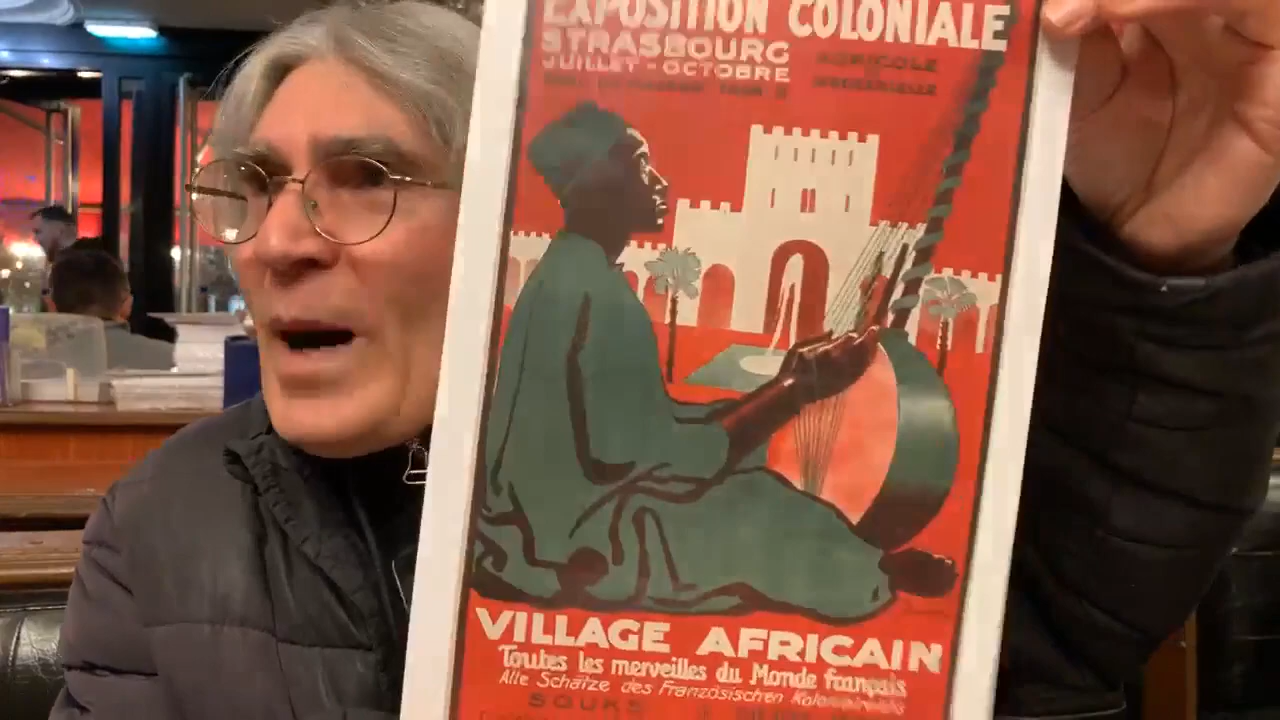 EXPOSITION COLONIALE
STRASBOURG
JUILLET - OCTOBRE
AGRICOLE
INDUSTRIELLE
VILLAGE AFRICAIN
Toutes les merveilles du Monde français
Alle Schätze des Französischen
SOUKS